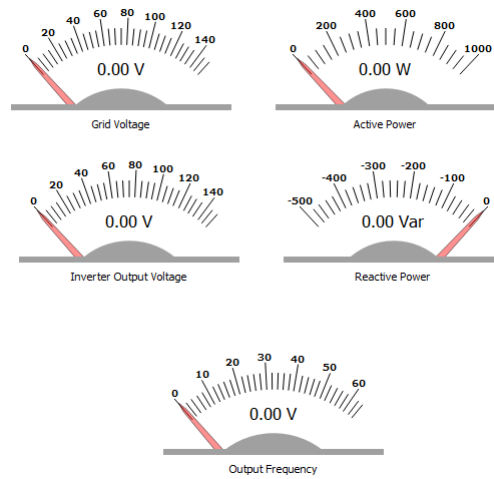 0 20 40 60 80 100 120 140
0.00 V
Grid Voltage
0 200 400 600 800 1000
0.00 W
Active Power
0 20 40 60 80 100 120 140
0.00 V
Inverter Output Voltage
-500 -400 -300 -200 -100 0
0.00 Var
Reactive Power
0 10 20 30 40 50 60
0.00 V
Output Frequency